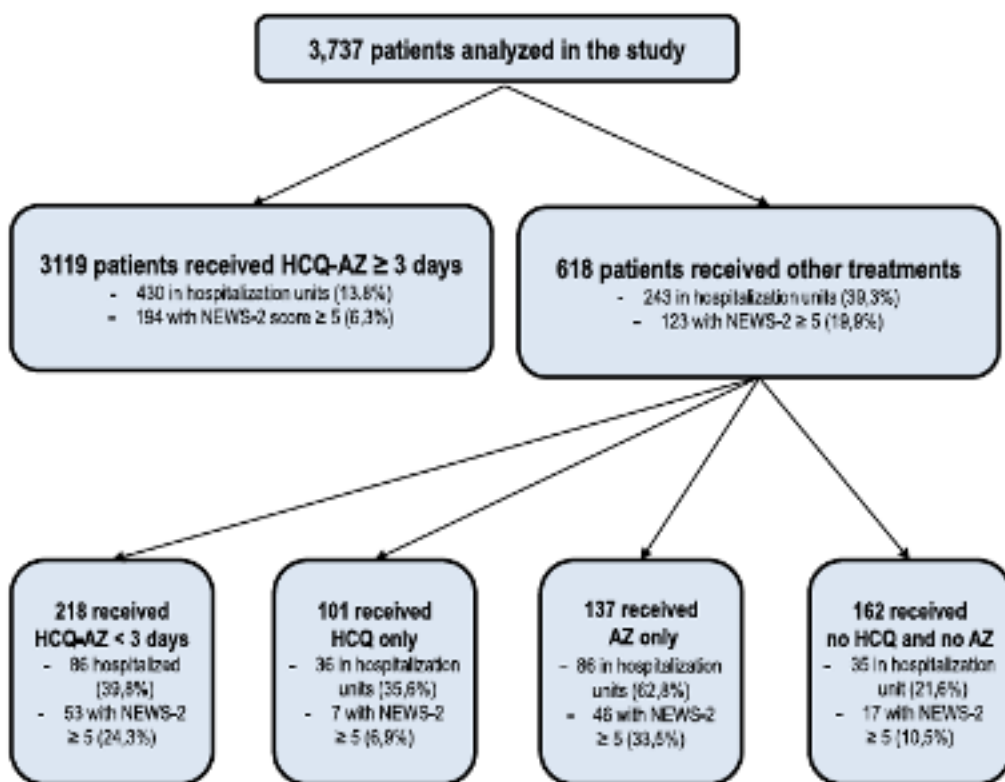 3,737 patients analyzed in the study
3119 patients received HCQ-AZ ≥ 3 days
- 430 in hospitalization units (13,8%)
- 194 with NEWS-2 score ≥ 5 (6,3%)
618 patients received other treatments
- 243 in hospitalization units (39,3%)
- 123 with NEWS-2 ≥ 5 (19,9%)
218 received
HCQ-AZ < 3 days
- 86 hospitalized
(39,8%)
- 53 with NEWS-2
≥ 5 (24,3%)
101 received
HCQ only
- 36 in hospitalization
units (35,6%)
- 7 with NEWS-2
≥ 5 (6,9%)
137 received
AZ only
- 86 in hospitalization
units (62,8%)
- 46 with NEWS-2
≥ 5 (33,6%)
162 received
no HCQ and no AZ
- 35 in hospitalization
unit (21,6%)
- 17 with NEWS-2
≥ 5 (10,5%)